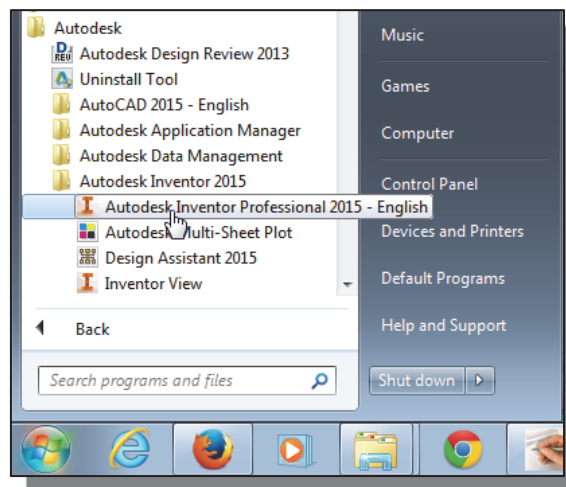 Autodesk
Autodesk Design Review 2013
Uninstall Tool
AutoCAD 2015 - English
Autodesk Application Manager
Autodesk Data Management
Autodesk Inventor 2015
Autodesk Inventor Professional 2015 - English
Autodesk Multi-Sheet Plot
Design Assistant 2015
Inventor View
Back
Search programs and files
Music
Games
Computer
Control Panel
Devices and Printers
Default Programs
Help and Support
Shut down